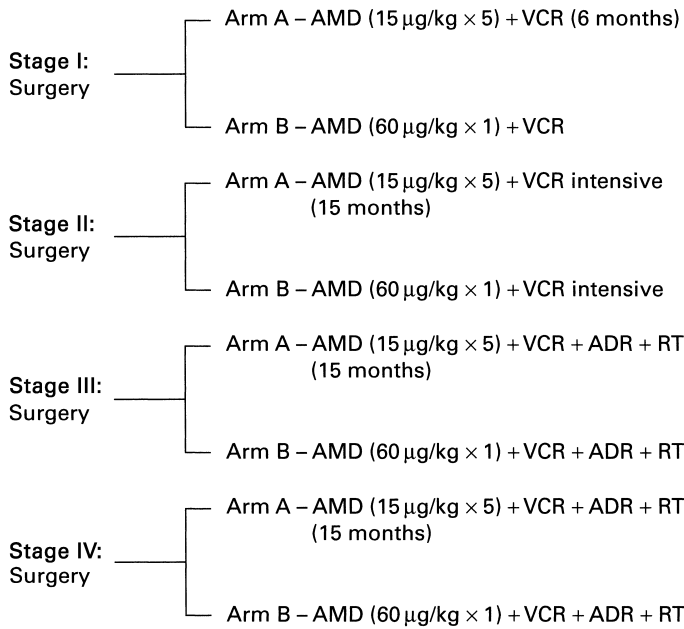 Arm A – AMD (15 µg/kg × 5) + VCR (6 months)
Stage I:
Surgery
Arm B – AMD (60 µg/kg × 1) + VCR
Arm A – AMD (15 µg/kg × 5) + VCR intensive
(15 months)
Stage II:
Surgery
Arm B – AMD (60 µg/kg × 1) + VCR intensive
Arm A – AMD (15 µg/kg × 5) + VCR + ADR + RT
(15 months)
Stage III:
Surgery
Arm B – AMD (60 µg/kg × 1) + VCR + ADR + RT
Arm A – AMD (15 µg/kg × 5) + VCR + ADR + RT
(15 months)
Stage IV:
Surgery
Arm B – AMD (60 µg/kg × 1) + VCR + ADR + RT